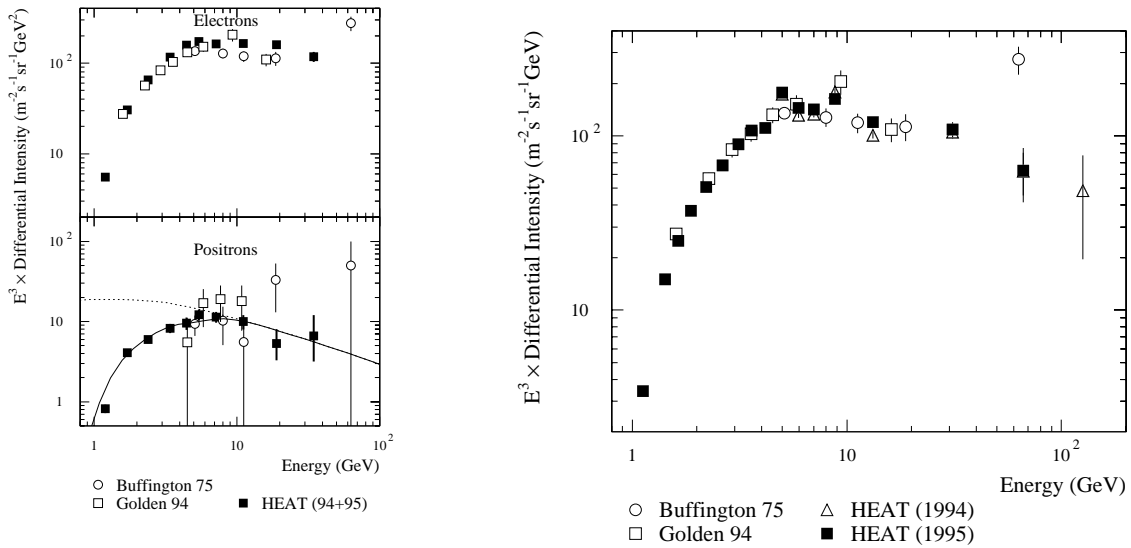 E³ × Differential Intensity (m⁻²s⁻¹sr⁻¹GeV²)
Electrons
10²
10
Positrons
10²
10
1
1
10
10²
Energy (GeV)
Buffington 75
Golden 94
HEAT (94+95)
E³ × Differential Intensity (m⁻²s⁻¹sr⁻¹GeV)
10²
10
1
10
10²
Energy (GeV)
Buffington 75
HEAT (1994)
Golden 94
HEAT (1995)